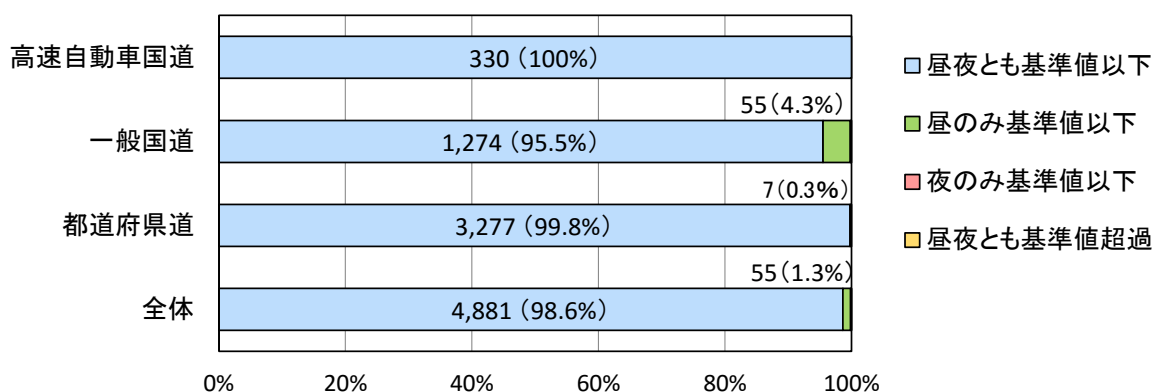 高速自動車国道
330（100%）
55（4.3%）
一般国道
1,274（95.5%）
7（0.3%）
都道府県道
3,277（99.8%）
55（1.3%）
全体
4,881（98.6%）
0% 20% 40% 60% 80% 100%
昼夜とも基準値以下
昼のみ基準値以下
夜のみ基準値以下
昼夜とも基準値超過